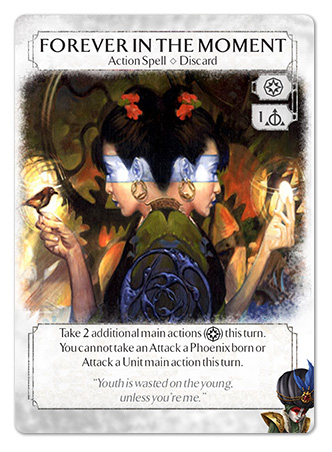 FOREVER IN THE MOMENT
Action Spell ⟐ Discard
1
Take 2 additional main actions () this turn.
You cannot take an Attack a Phoenixborn or
Attack a Unit main action this turn.
"Youth is wasted on the young,
unless you're me."